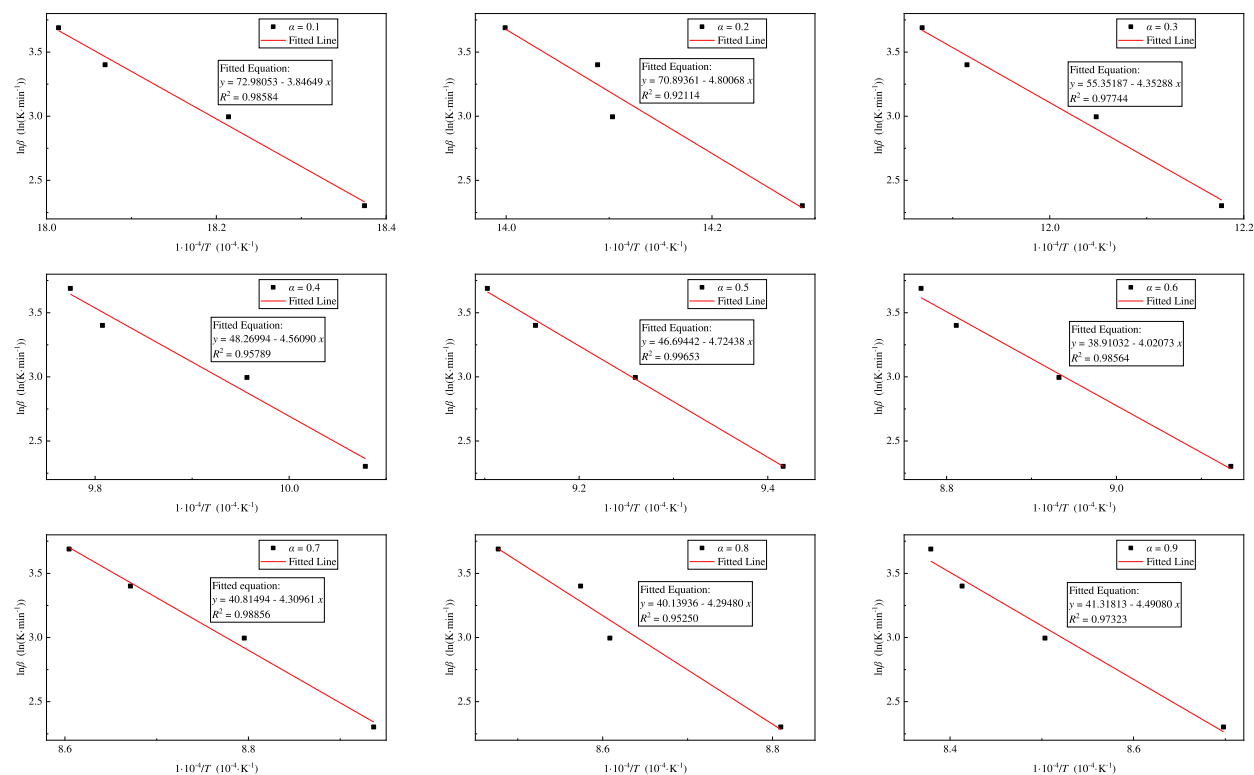 α = 0.1
Fitted Line
Fitted Equation:
y = 72.98053 - 3.84649 x
R² = 0.98584
lnβ (ln(K·min⁻¹))
3.5
3.0
2.5
18.0
18.2
18.4
1·10⁻⁴/T (10⁻⁴·K⁻¹)
α = 0.2
Fitted Line
Fitted Equation:
y = 70.89361 - 4.80068 x
R² = 0.92114
lnβ (ln(K·min⁻¹))
3.5
3.0
2.5
14.0
14.2
1·10⁻⁴/T (10⁻⁴·K⁻¹)
α = 0.3
Fitted Line
Fitted Equation:
y = 55.35187 - 4.35288 x
R² = 0.97744
lnβ (ln(K·min⁻¹))
3.5
3.0
2.5
12.0
12.2
1·10⁻⁴/T (10⁻⁴·K⁻¹)
α = 0.4
Fitted Line
Fitted Equation:
y = 48.26994 - 4.56090 x
R² = 0.95789
lnβ (ln(K·min⁻¹))
3.5
3.0
2.5
9.8
10.0
1·10⁻⁴/T (10⁻⁴·K⁻¹)
α = 0.5
Fitted Line
Fitted Equation:
y = 46.69442 - 4.72438 x
R² = 0.99653
lnβ (ln(K·min⁻¹))
3.5
3.0
2.5
9.2
9.4
1·10⁻⁴/T (10⁻⁴·K⁻¹)
α = 0.6
Fitted Line
Fitted Equation:
y = 38.91032 - 4.02073 x
R² = 0.98564
lnβ (ln(K·min⁻¹))
3.5
3.0
2.5
8.8
9.0
1·10⁻⁴/T (10⁻⁴·K⁻¹)
α = 0.7
Fitted Line
Fitted equation:
y = 40.81494 - 4.30961 x
R² = 0.98856
lnβ (ln(K·min⁻¹))
3.5
3.0
2.5
8.6
8.8
1·10⁻⁴/T (10⁻⁴·K⁻¹)
α = 0.8
Fitted Line
Fitted Equation:
y = 40.13936 - 4.29480 x
R² = 0.95250
lnβ (ln(K·min⁻¹))
3.5
3.0
2.5
8.6
8.8
1·10⁻⁴/T (10⁻⁴·K⁻¹)
α = 0.9
Fitted Line
Fitted Equation:
y = 41.31813 - 4.49080 x
R² = 0.97323
lnβ (ln(K·min⁻¹))
3.5
3.0
2.5
8.4
8.6
1·10⁻⁴/T (10⁻⁴·K⁻¹)